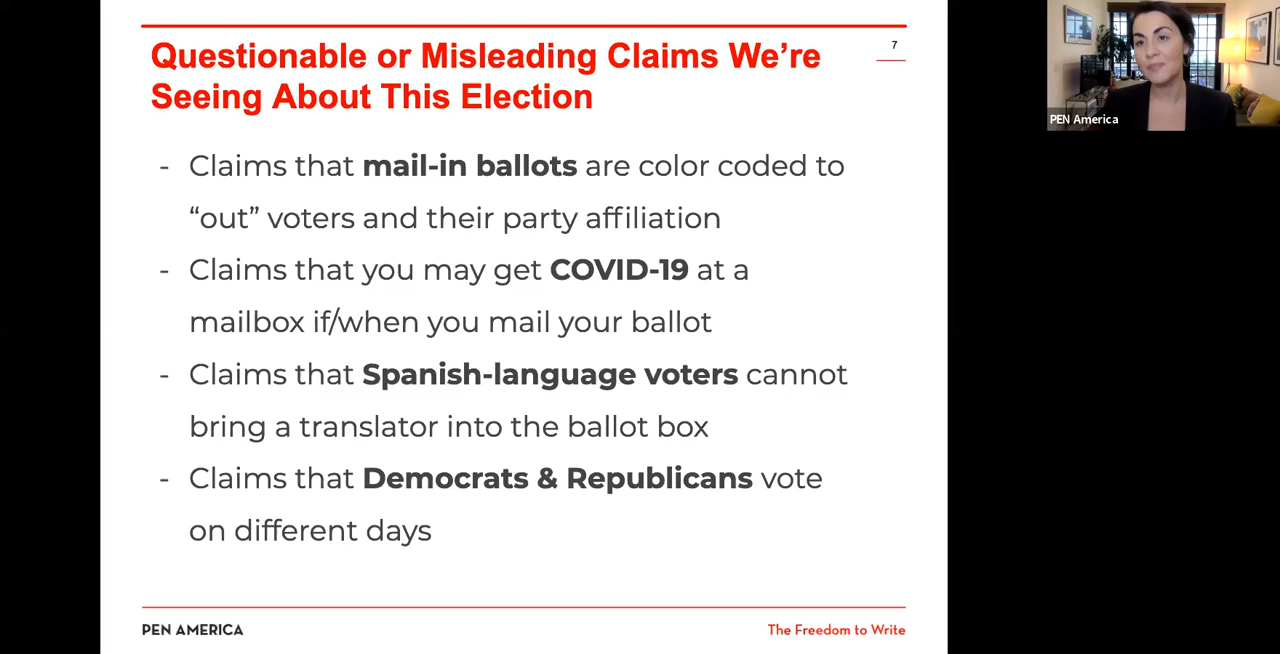 Questionable or Misleading Claims We’re
Seeing About This Election
7
- Claims that mail-in ballots are color coded to
“out” voters and their party affiliation
- Claims that you may get COVID-19 at a
mailbox if/when you mail your ballot
- Claims that Spanish-language voters cannot
bring a translator into the ballot box
- Claims that Democrats & Republicans vote
on different days
PEN AMERICA
The Freedom to Write
PEN America